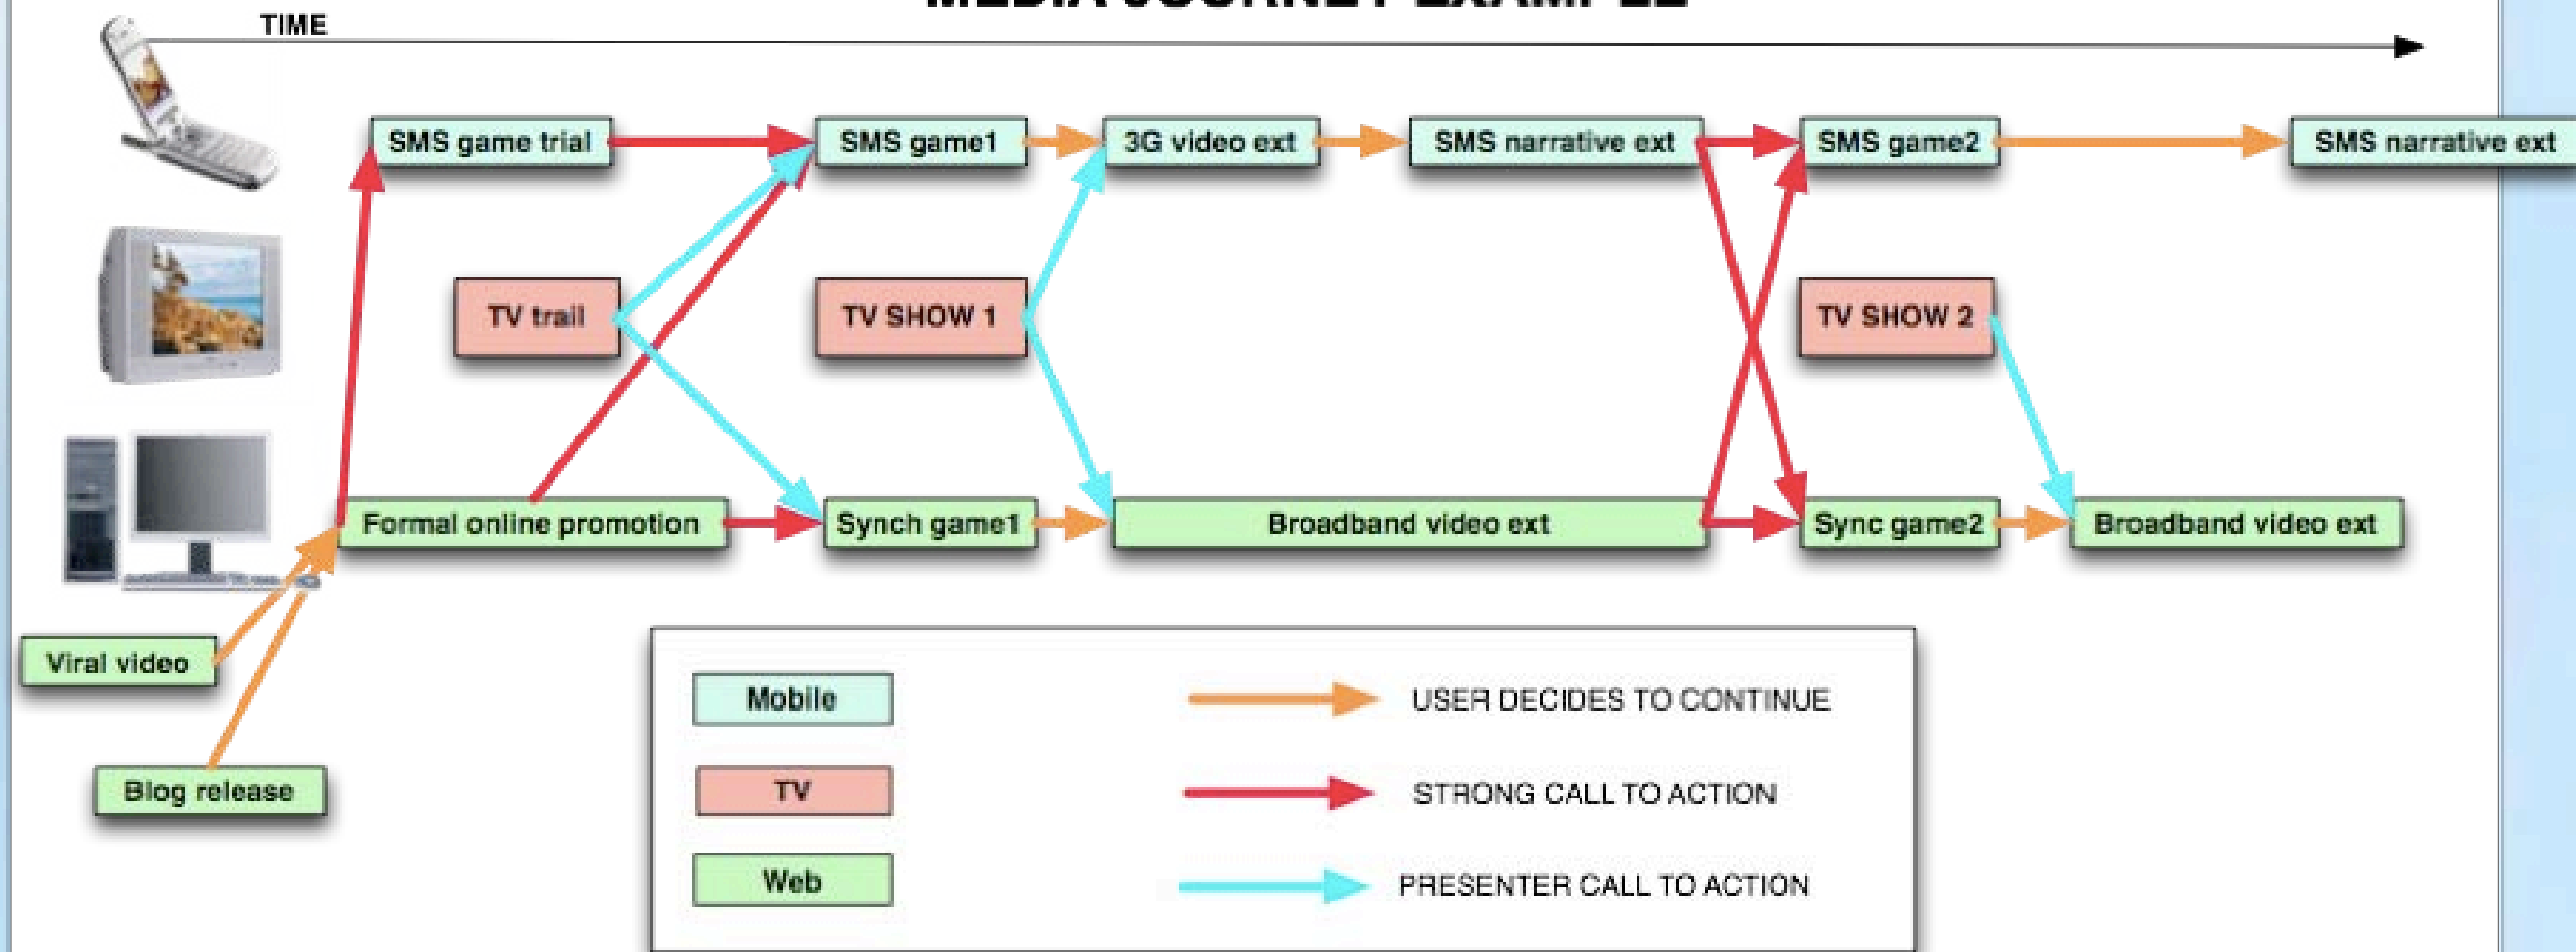 MEDIA JOURNEY EXAMPLE
TIME
SMS game trial
SMS game1
3G video ext
SMS narrative ext
SMS game2
SMS narrative ext
TV trail
TV SHOW 1
TV SHOW 2
Formal online promotion
Synch game1
Broadband video ext
Sync game2
Broadband video ext
Viral video
Blog release
Mobile
USER DECIDES TO CONTINUE
TV
STRONG CALL TO ACTION
Web
PRESENTER CALL TO ACTION